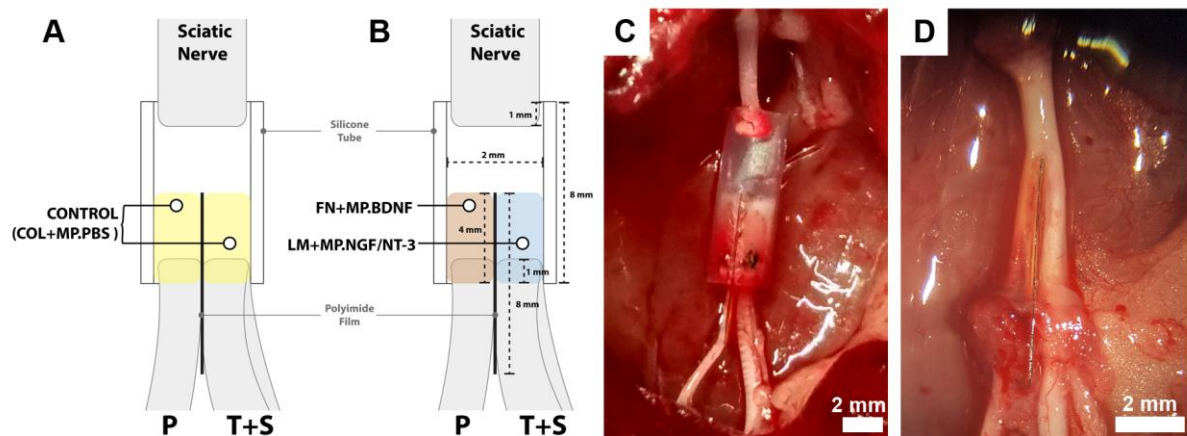 A
Sciatic
Nerve
CONTROL
(COL+MP.PBS)
P
T+S
Silicone
Tube
Polyimide
Film
B
Sciatic
Nerve
1 mm
2 mm
8 mm
FN+MP.BDNF
4 mm
LM+MP.NGF/NT-3
1 mm
8 mm
P
T+S
C
2 mm
D
2 mm